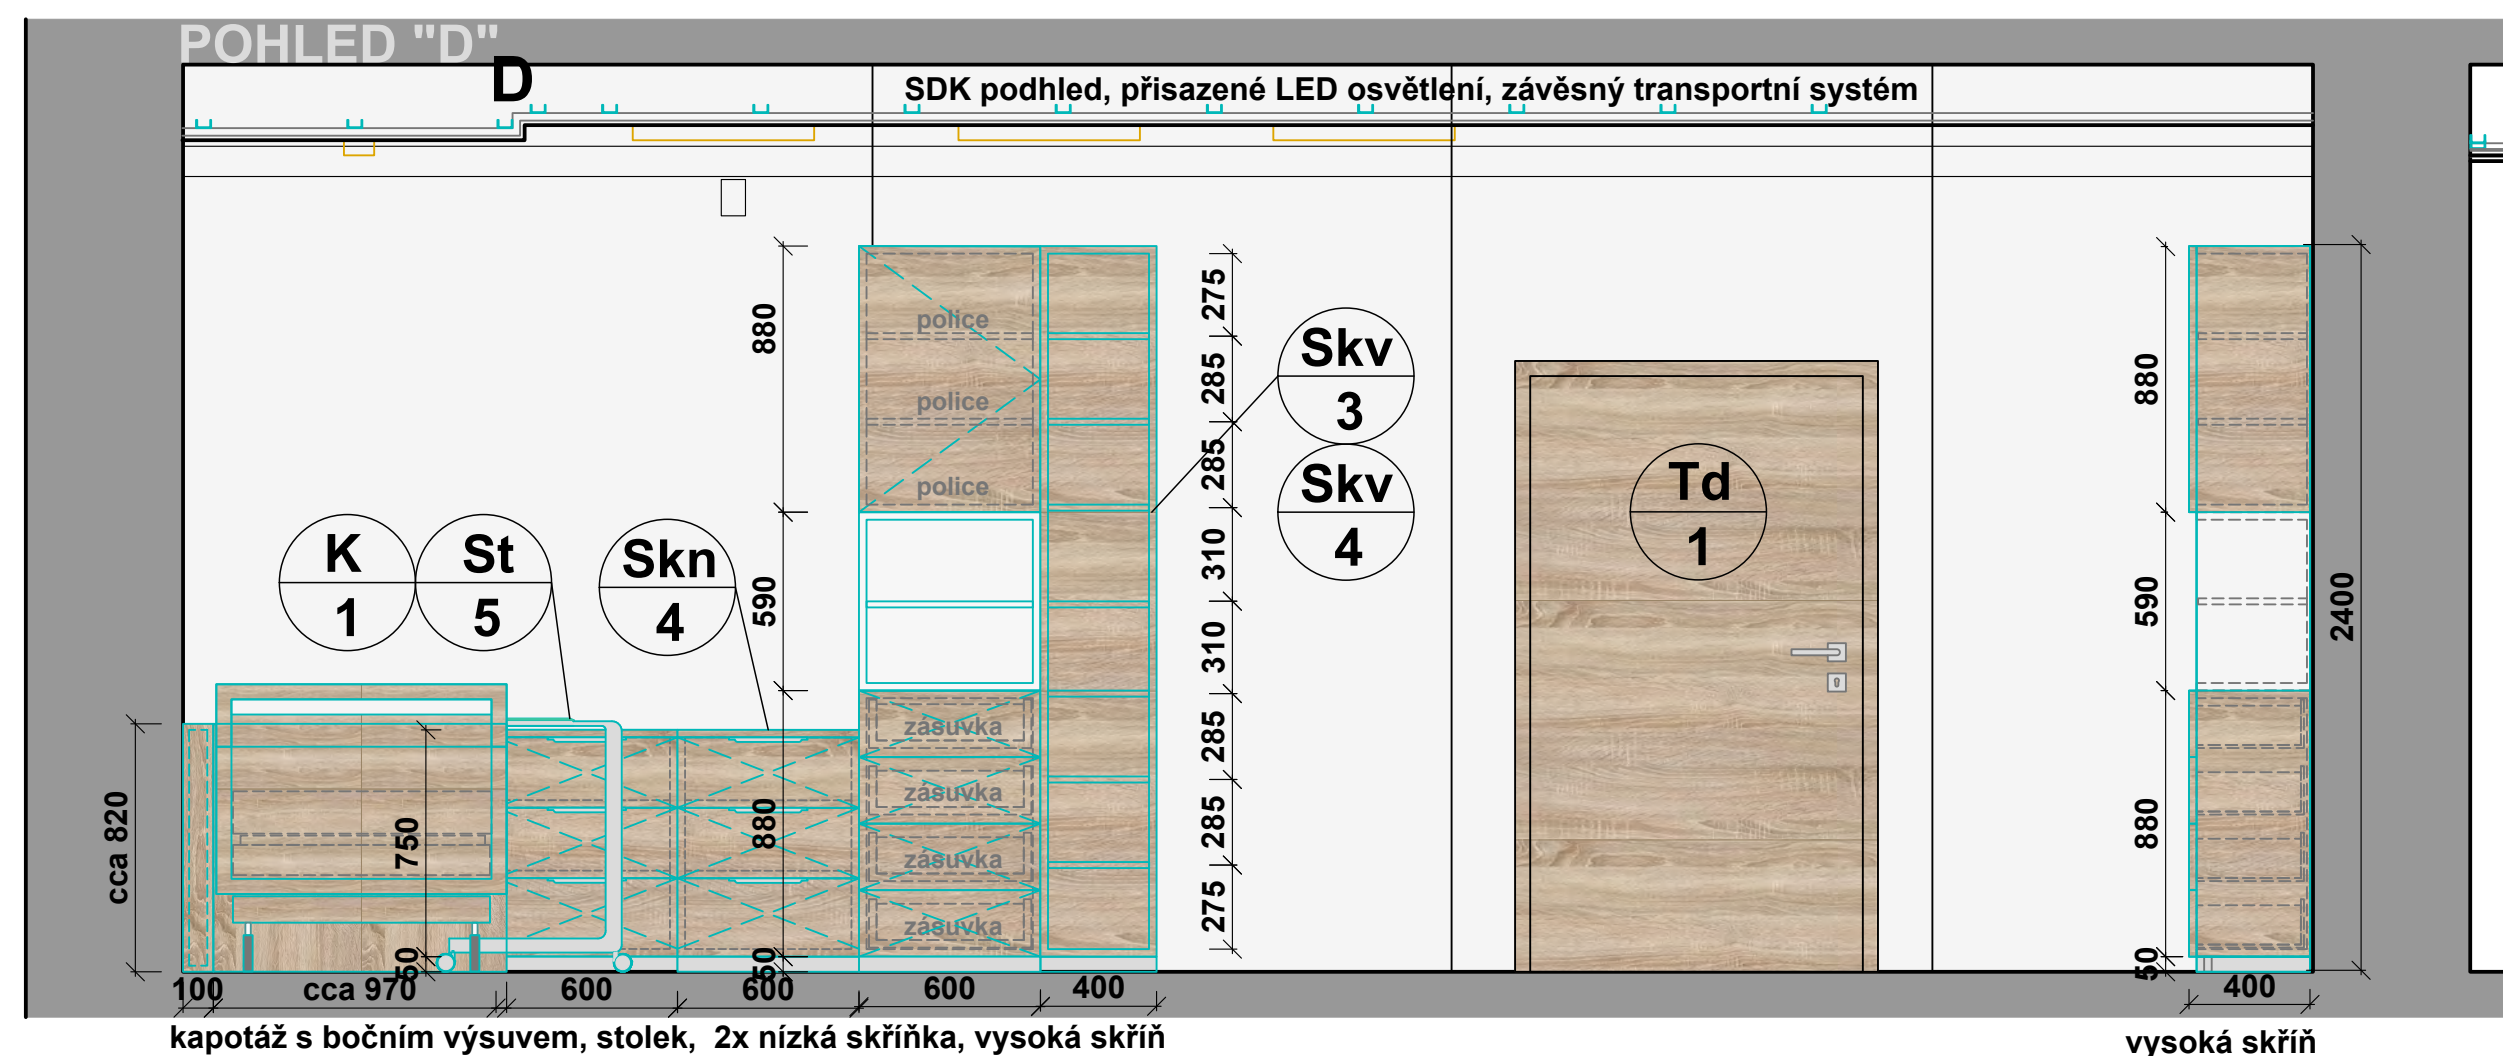 POHLED "D"
D
SDK podhled, přisazené LED osvětlení, závěsný transportní systém
880
590
880
50
police
police
police
zásuvka
zásuvka
zásuvka
zásuvka
275
285
285
310
310
285
285
275
Skv
3
Skv
4
Td
1
K
1
St
5
Skn
4
cca 820
750
50
100
cca 970
600
600
600
400
880
590
880
50
2400
400
kapotáž s bočním výsuvem, stolek, 2x nízká skříňka, vysoká skříň
vysoká skříň